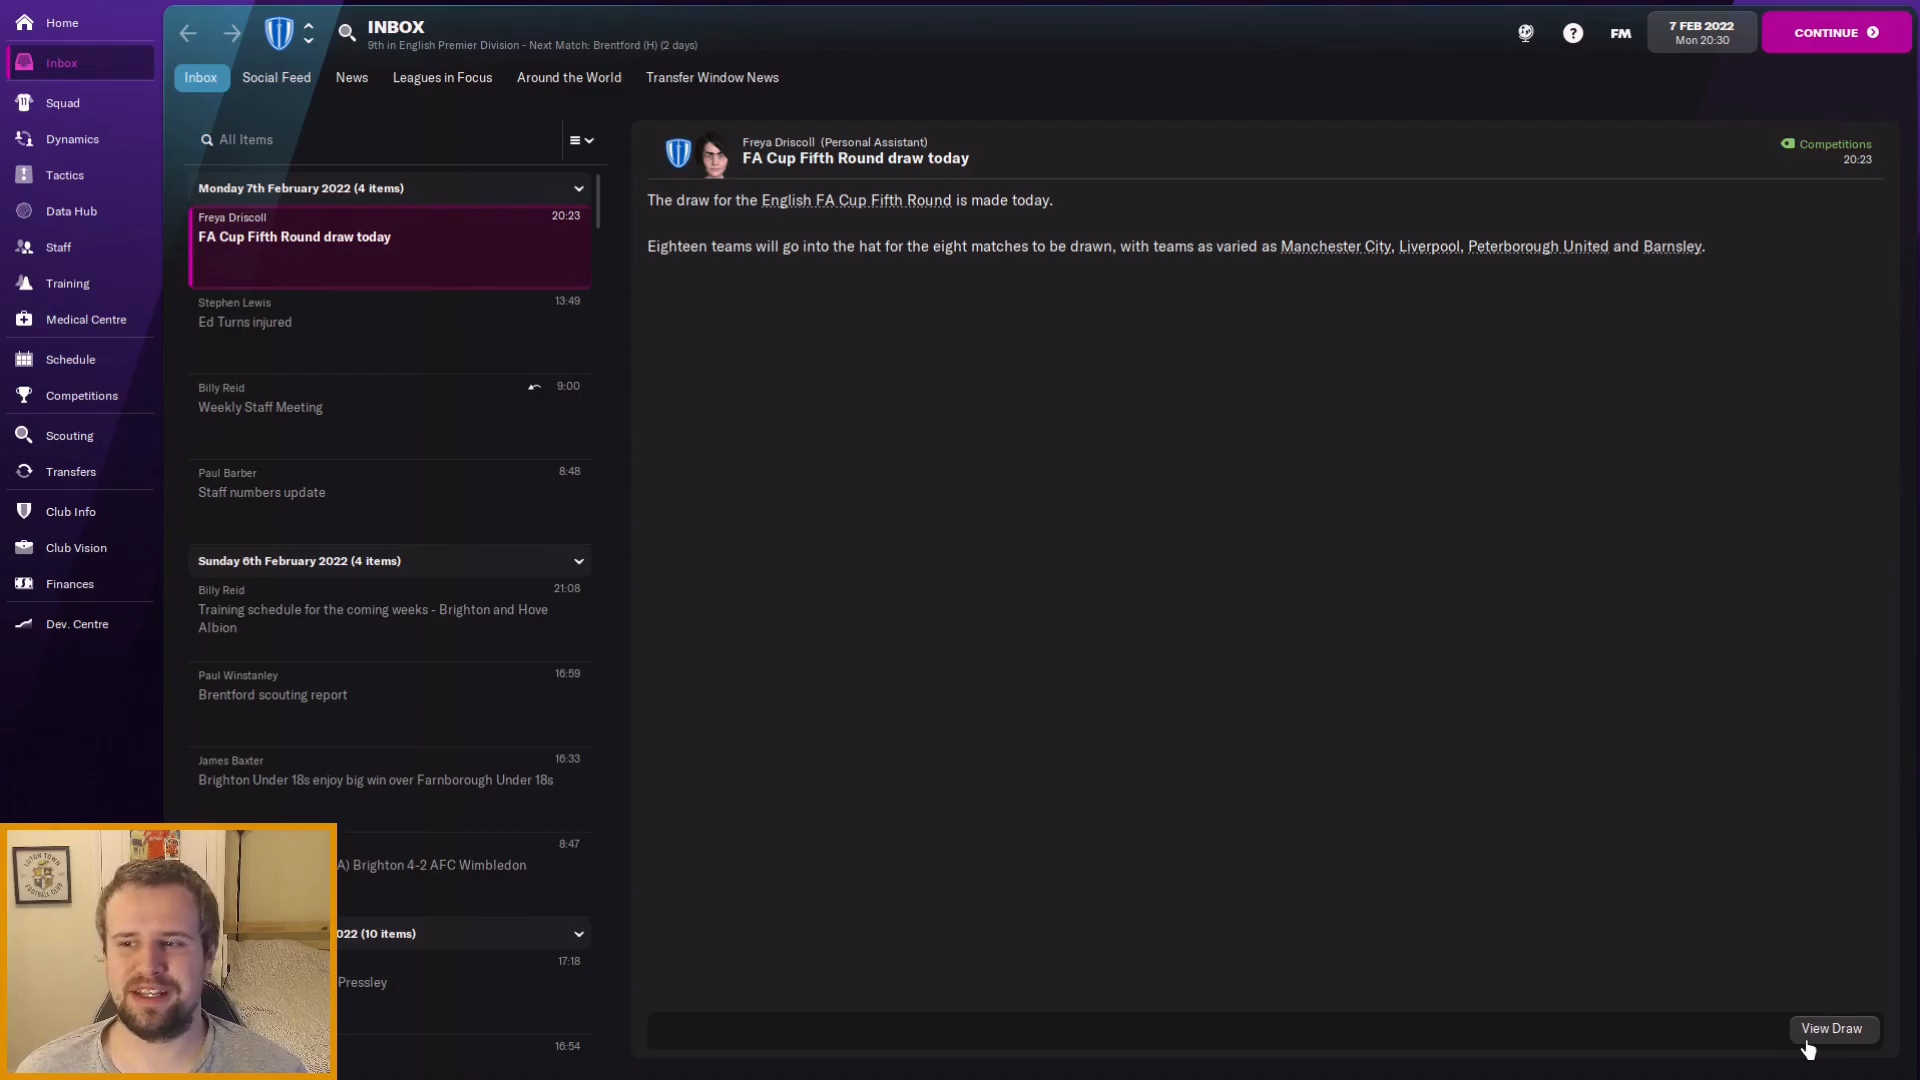 Home
Inbox
Squad
Dynamics
Tactics
Data Hub
Staff
Training
Medical Centre
Schedule
Competitions
Scouting
Transfers
Club Info
Club Vision
Finances
Dev. Centre
INBOX
9th in English Premier Division - Next Match: Brentford (H) (2 days)
?
FM
7 FEB 2022
Mon 20:30
CONTINUE
Inbox Social Feed News Leagues in Focus Around the World Transfer Window News
All Items
Monday 7th February 2022 (4 items)
Freya Driscoll 20:23
FA Cup Fifth Round draw today
Stephen Lewis 13:49
Ed Turns injured
Billy Reid 9:00
Weekly Staff Meeting
Paul Barber 8:48
Staff numbers update
Sunday 6th February 2022 (4 items)
Billy Reid 21:08
Training schedule for the coming weeks - Brighton and Hove
Albion
Paul Winstanley 16:59
Brentford scouting report
James Baxter 16:33
Brighton Under 18s enjoy big win over Farnborough Under 18s
8:47
A) Brighton 4-2 AFC Wimbledon
022 (10 items)
17:18
Pressley
16:54
Freya Driscoll (Personal Assistant)
FA Cup Fifth Round draw today
Competitions
20:23
The draw for the English FA Cup Fifth Round is made today.
Eighteen teams will go into the hat for the eight matches to be drawn, with teams as varied as Manchester City, Liverpool, Peterborough United and Barnsley.
View Draw
LUTON TOWN
FOOTBALL CLUB